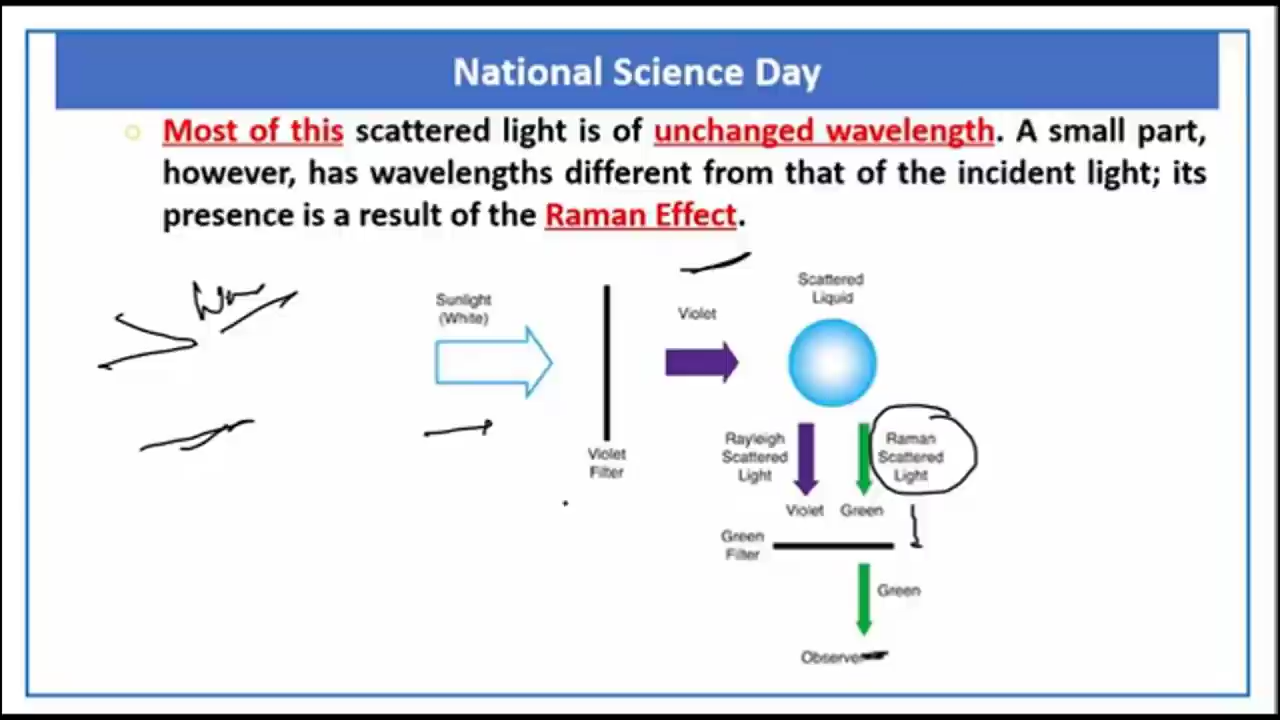 National Science Day
Most of this scattered light is of unchanged wavelength. A small part,
however, has wavelengths different from that of the incident light; its
presence is a result of the Raman Effect.
Sunlight
(White)
Violet
Filter
Violet
Scattered
Liquid
Rayleigh
Scattered
Light
Raman
Scattered
Light
Violet
Green
Green
Filter
Green
Observer